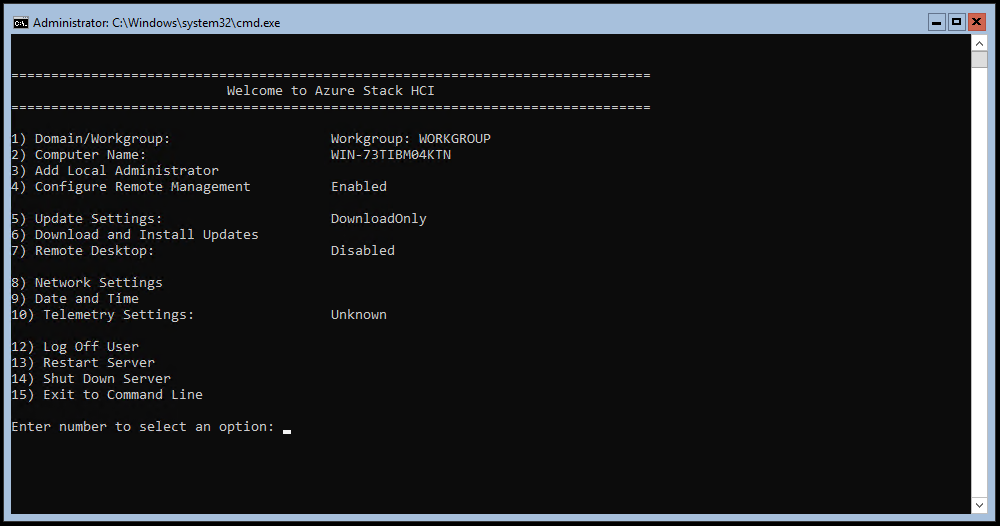 Administrator: C:\Windows\system32\cmd.exe
================================================================================
Welcome to Azure Stack HCI
================================================================================
1) Domain/Workgroup: Workgroup: WORKGROUP
2) Computer Name: WIN-73TIBM04KTN
3) Add Local Administrator
4) Configure Remote Management Enabled
5) Update Settings: DownloadOnly
6) Download and Install Updates
7) Remote Desktop: Disabled
8) Network Settings
9) Date and Time
10) Telemetry Settings: Unknown
12) Log Off User
13) Restart Server
14) Shut Down Server
15) Exit to Command Line
Enter number to select an option: